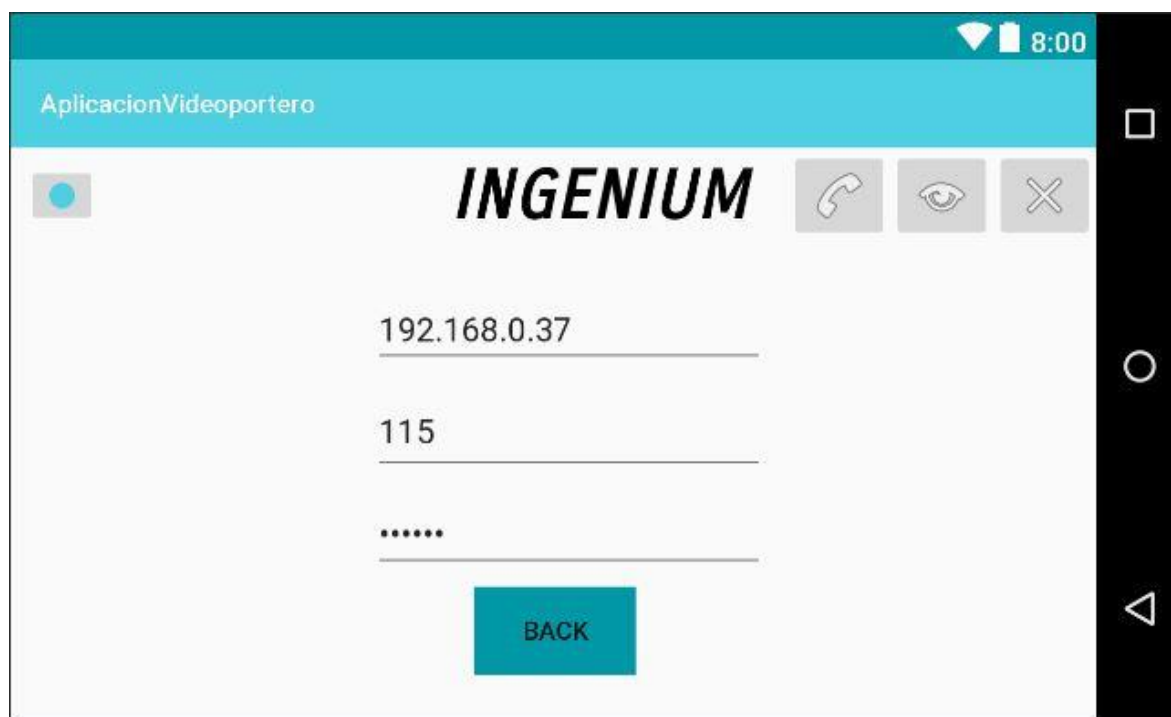 8:00
AplicacionVideoportero
INGENIUM
192.168.0.37
115
••••••
BACK